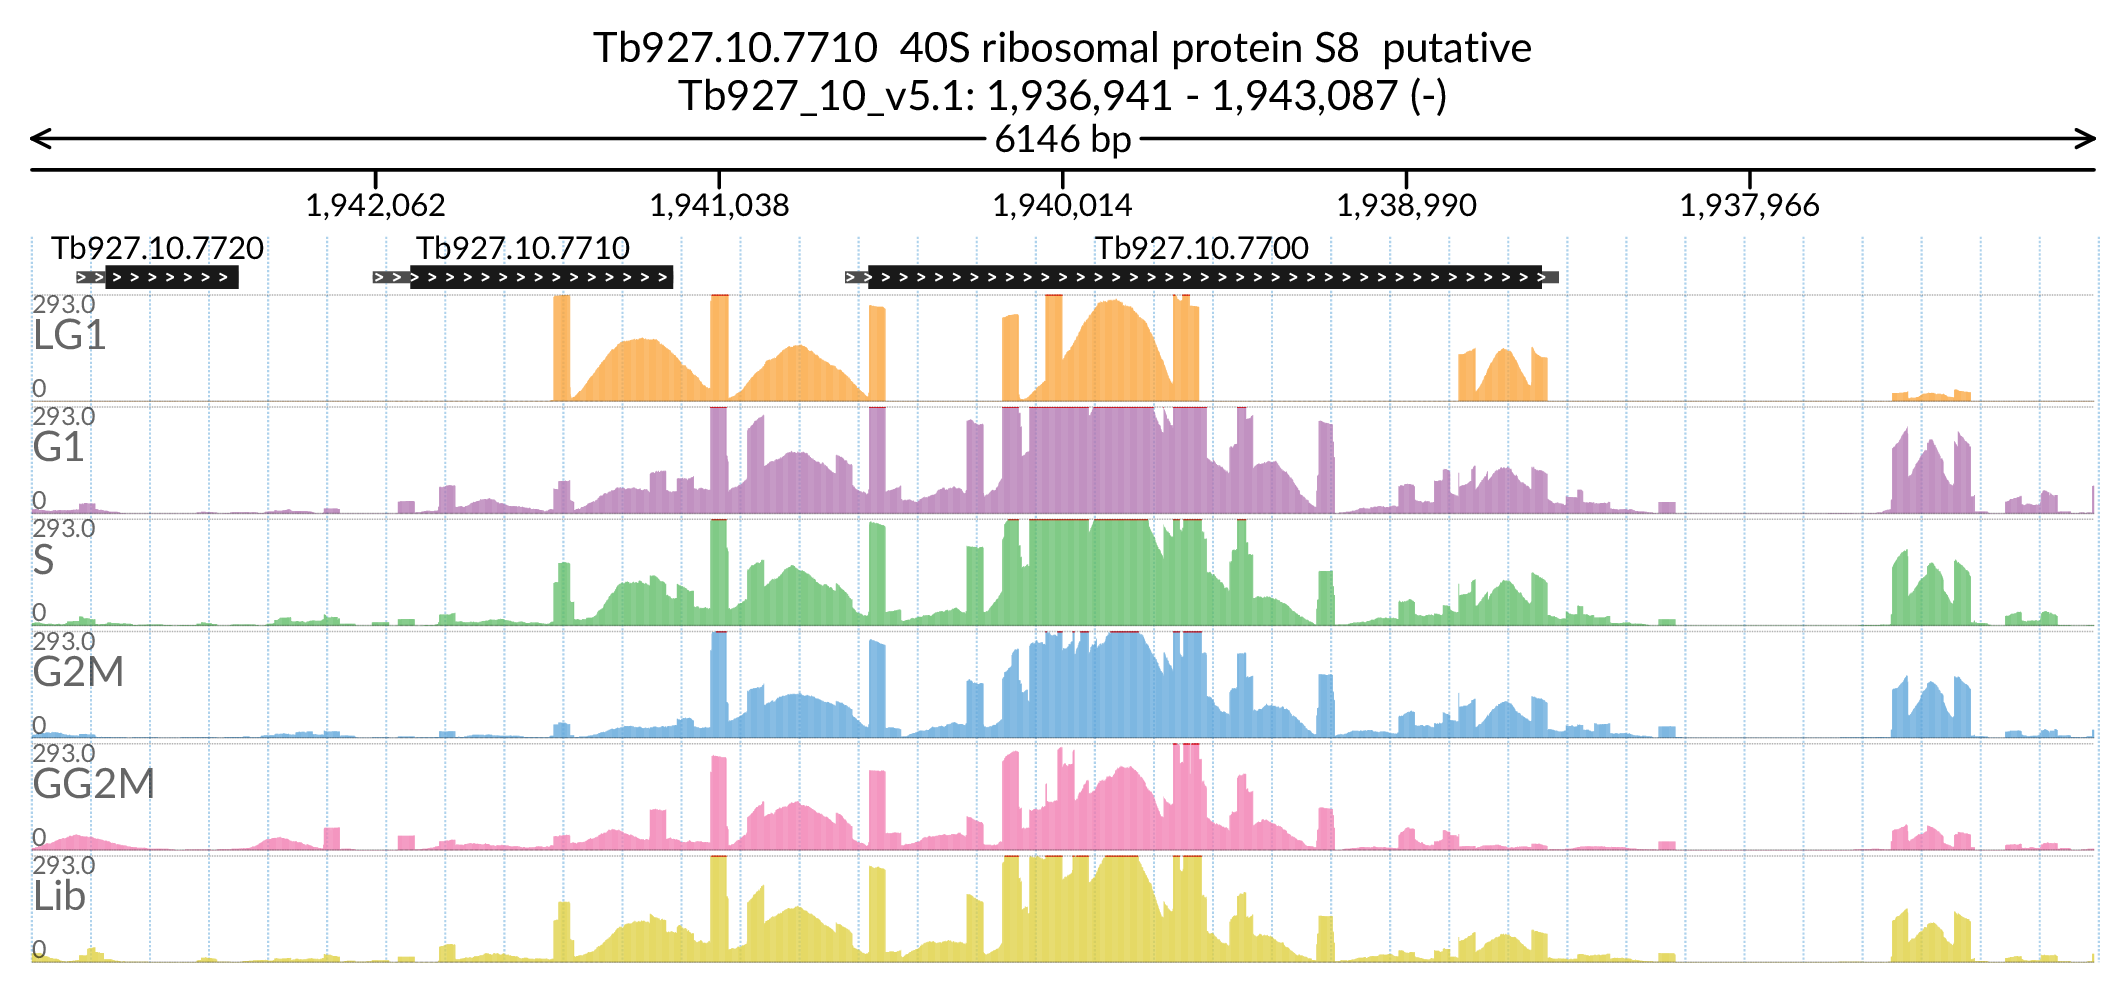 Tb927.10.7710 40S ribosomal protein S8 putative
Tb927_10_v5.1: 1,936,941 - 1,943,087 (-)
6146 bp
1,942,062 1,941,038 1,940,014 1,938,990 1,937,966
Tb927.10.7720 Tb927.10.7710 Tb927.10.7700
293.0
LG1
0
293.0
G1
0
293.0
S
0
293.0
G2M
0
293.0
GG2M
0
293.0
Lib
0